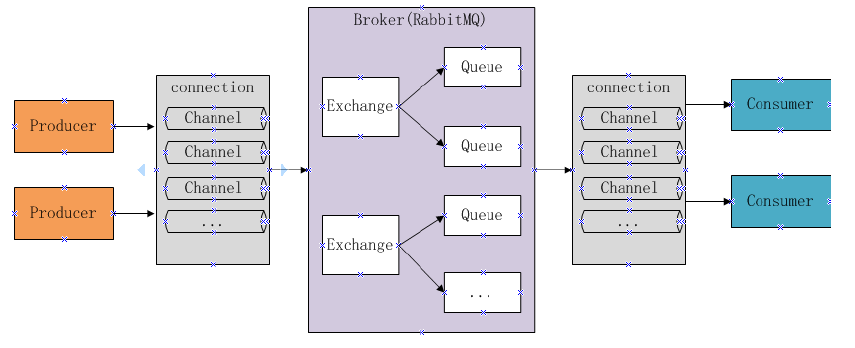 Broker(RabbitMQ)
Producer
Producer
connection
Channel
Channel
Channel
...
Exchange
Queue
Queue
Exchange
Queue
...
connection
Channel
Channel
Channel
...
Consumer
Consumer